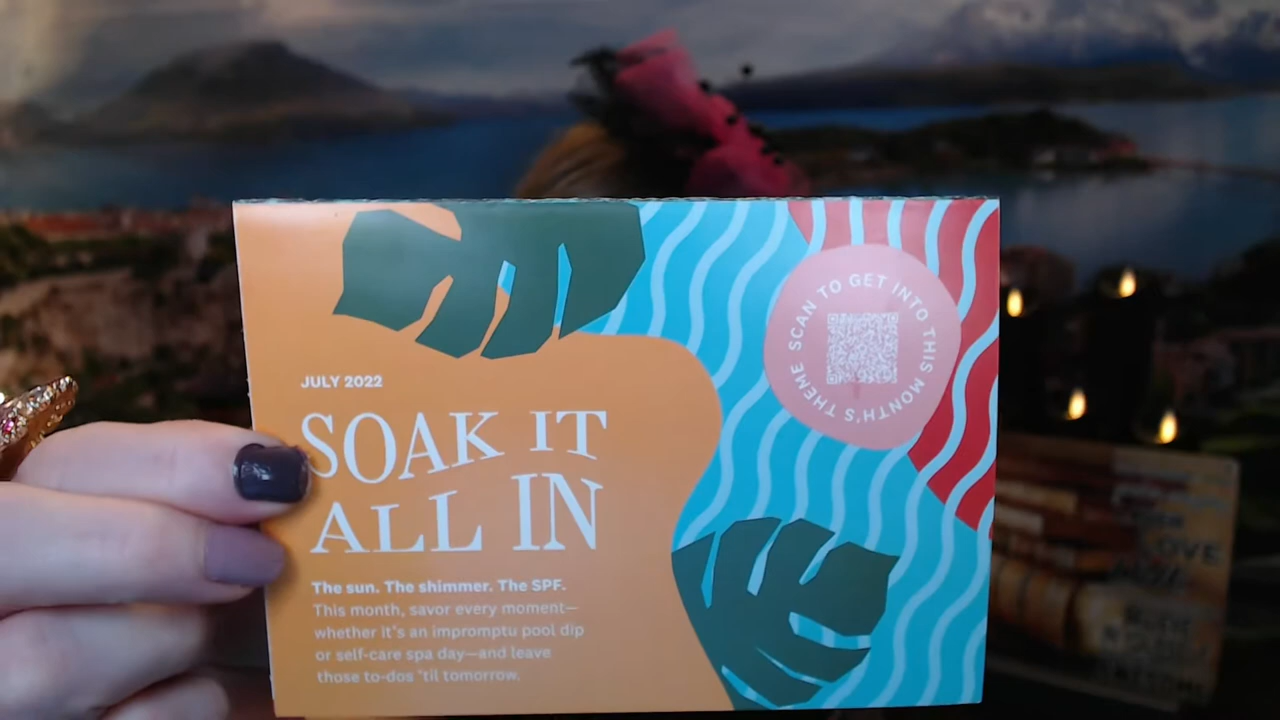 JULY 2022
SOAK IT
ALL IN
The sun. The shimmer. The SPF.
This month, savor every moment—
whether it's an impromptu pool dip
or self-care spa day—and leave
those to-dos 'til tomorrow.
SCAN TO GET INTO THIS MONTH'S THEME
LOVE